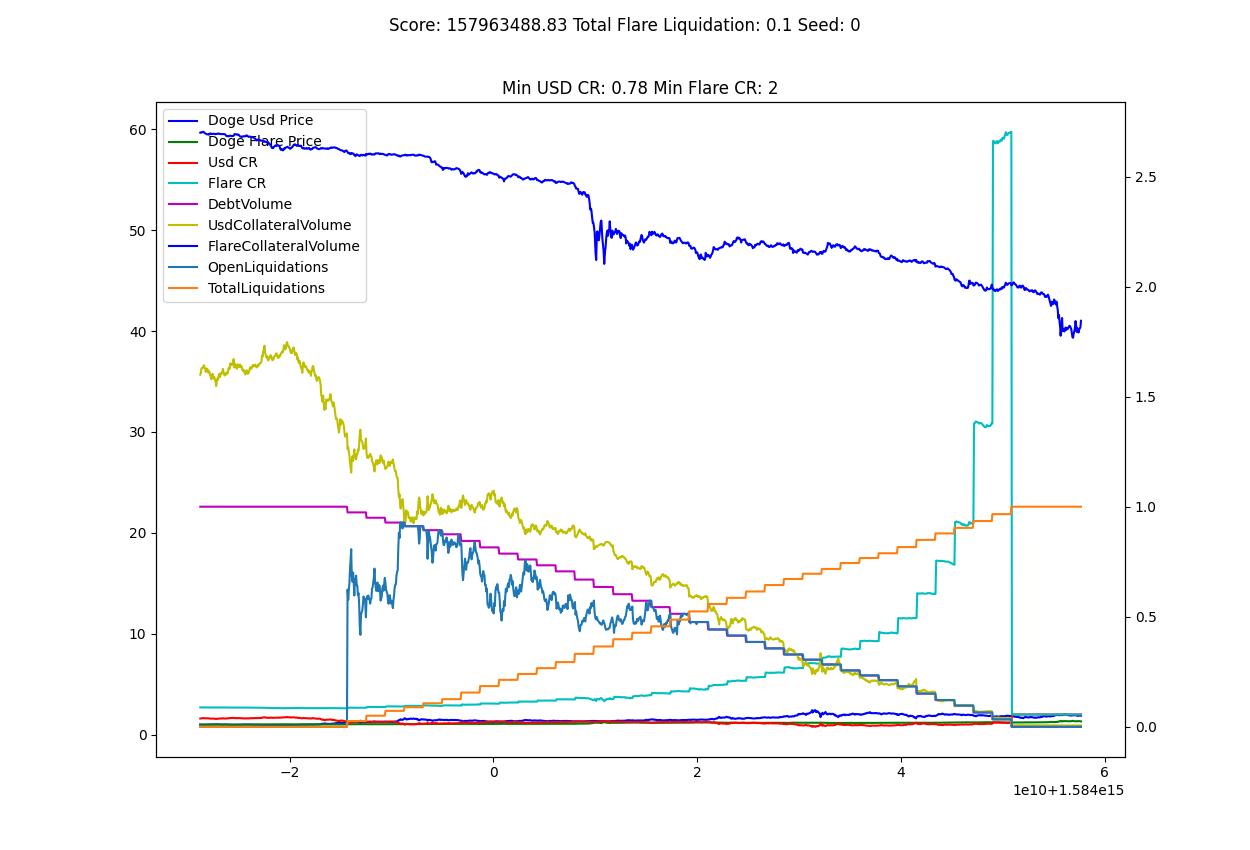 Score: 157963488.83 Total Flare Liquidation: 0.1 Seed: 0
Min USD CR: 0.78 Min Flare CR: 2
Doge Usd Price
Doge Flare Price
Usd CR
Flare CR
DebtVolume
UsdCollateralVolume
FlareCollateralVolume
OpenLiquidations
TotalLiquidations
60
50
40
30
20
10
0
2.5
2.0
1.5
1.0
0.5
0.0
−2 0 2 4 6
1e10+1.584e15